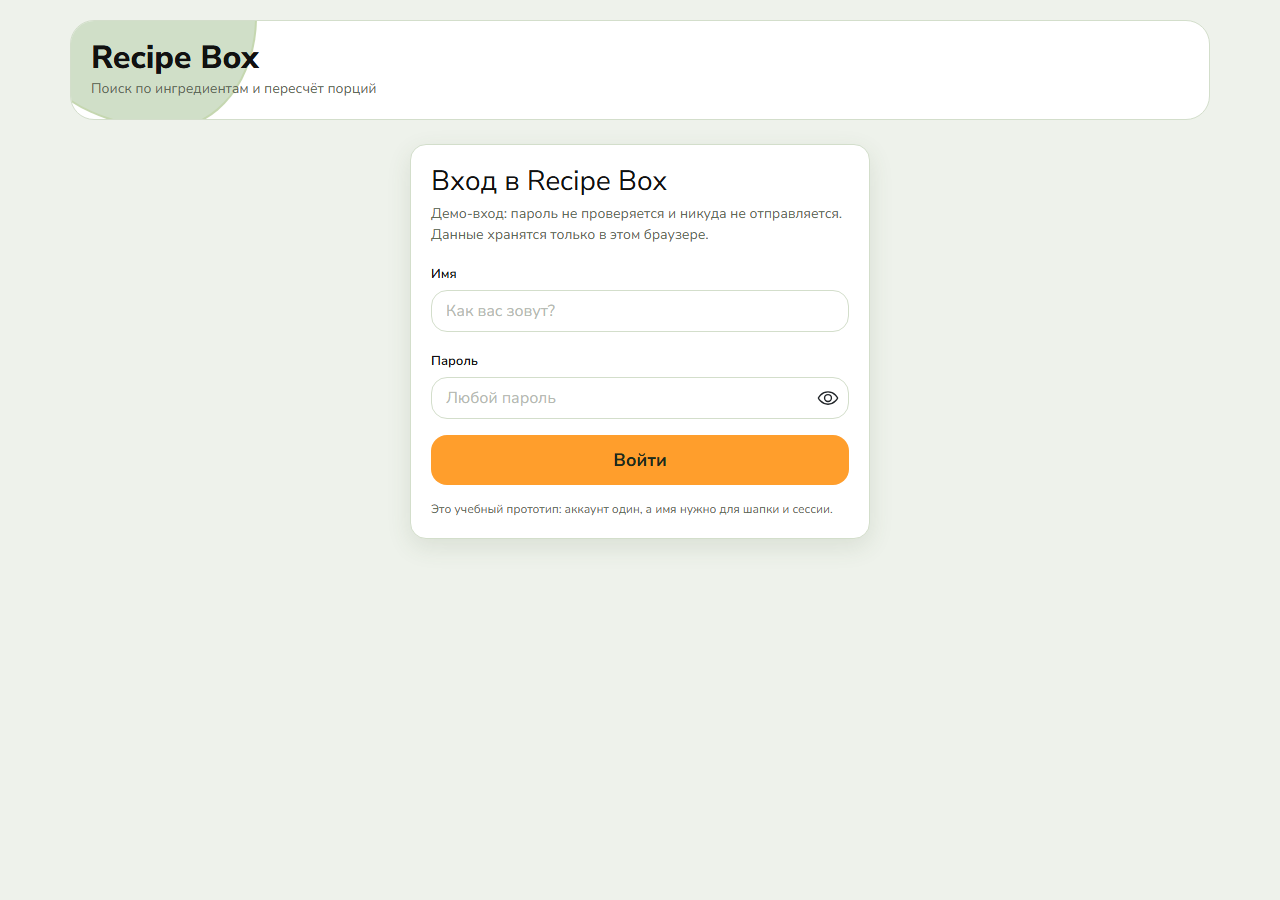 Recipe Box
Поиск по ингредиентам и пересчёт порций
Вход в Recipe Box
Демо-вход: пароль не проверяется и никуда не отправляется.
Данные хранятся только в этом браузере.
Имя
Как вас зовут?
Пароль
Любой пароль
Войти
Это учебный прототип: аккаунт один, а имя нужно для шапки и сессии.